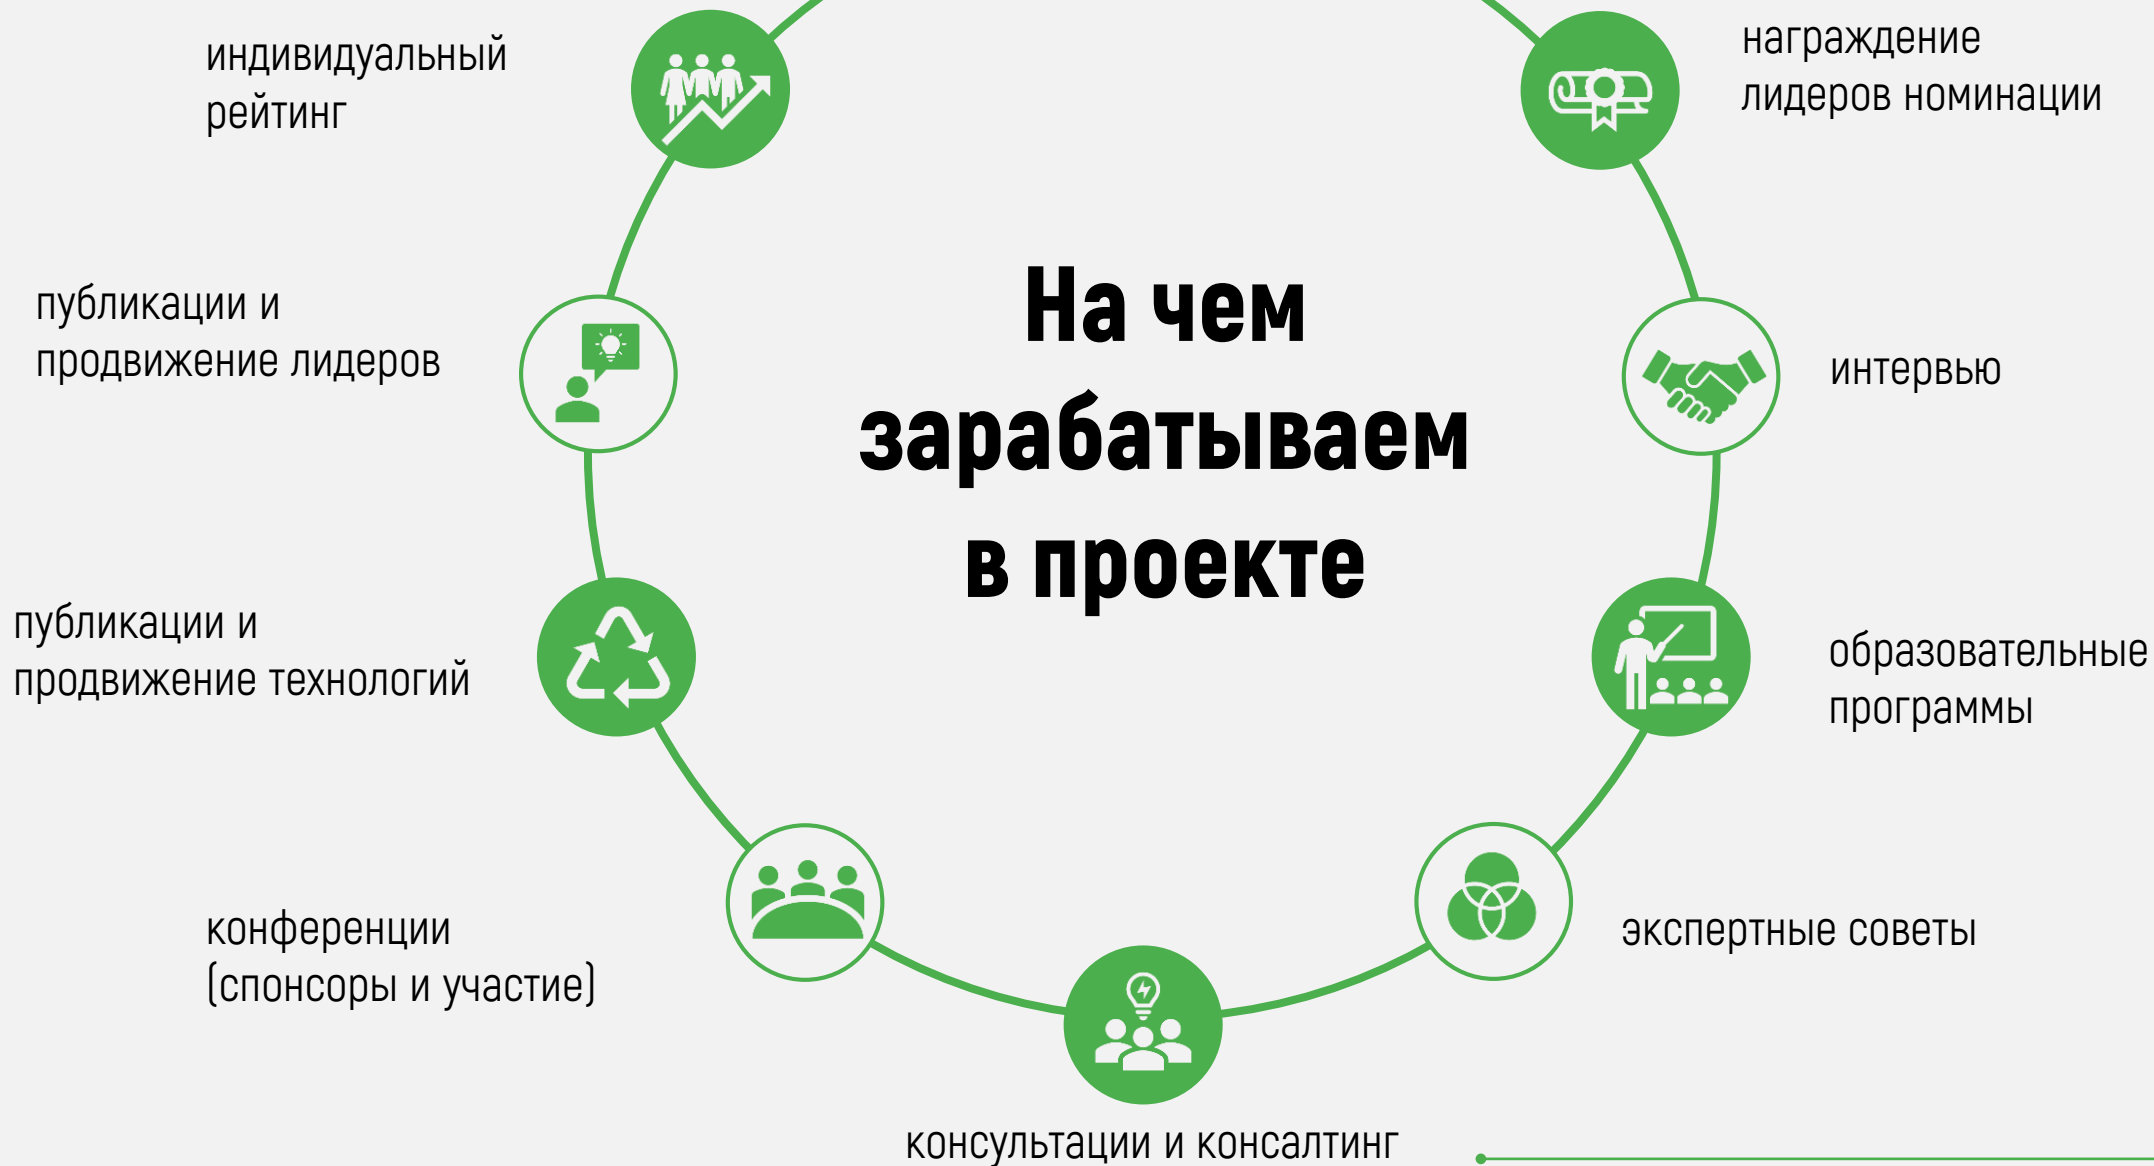 индивидуальный
рейтинг
награждение
лидеров номинации
публикации и
продвижение лидеров
На чем
зарабатываем
в проекте
интервью
публикации и
продвижение технологий
образовательные
программы
конференции
(спонсоры и участие)
экспертные советы
консультации и консалтинг